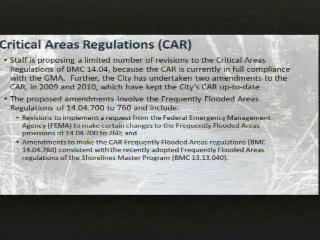 Critical Areas Regulations (CAR)
• Staff is proposing a limited number of revisions to the Critical Areas
Regulations of BMC 14.04, because the CAR is currently in full compliance
with the GMA.  Further, the City has undertaken two amendments to the
CAR, in 2009 and 2010, which have kept the City's CAR up-to-date
• The proposed amendments involve the Frequently Flooded Areas
Regulations of 14.04.700 to 760 and include:
• Revisions to implement a request from the Federal Emergency Management
Agency (FEMA) to make certain changes to the Frequently Flooded Areas
provisions of 14.04.700 to 760; and
• Amendments to make the CAR Frequently Flooded Areas regulations (BMC
14.04.760) consistent with the recently adopted Frequently Flooded Areas
regulations of the Shorelines Master Program (BMC 13.13.040).